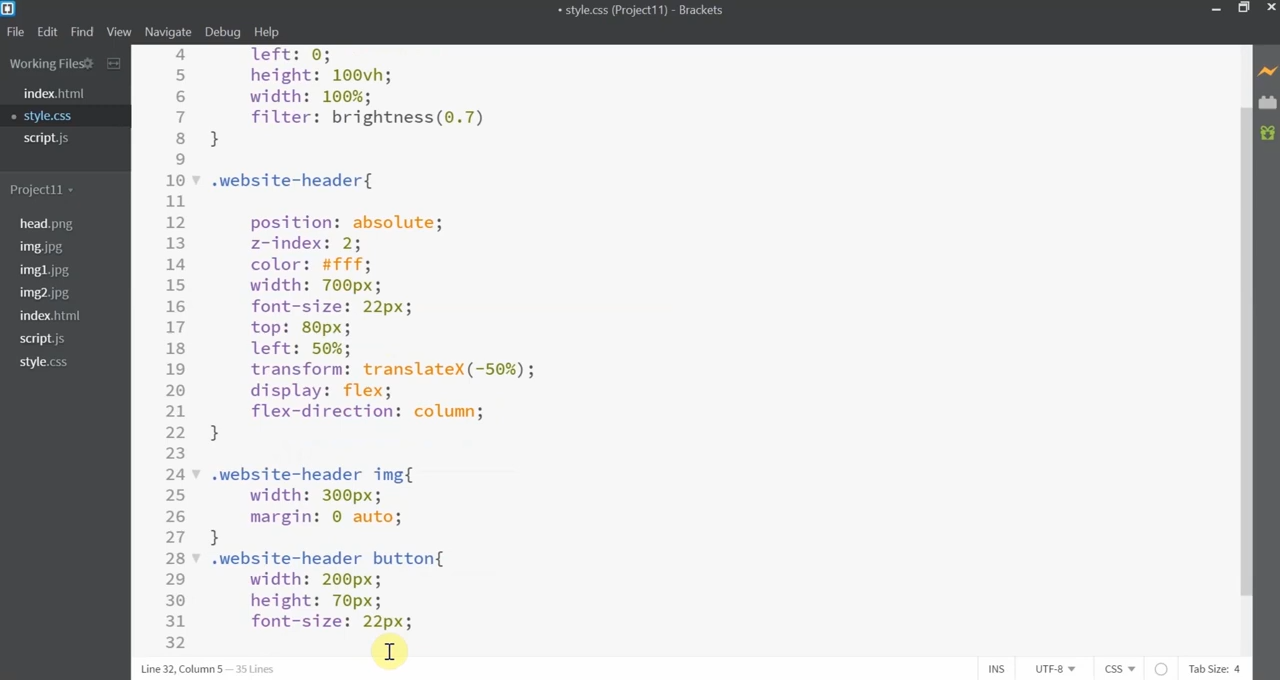 • style.css (Project11) - Brackets
File Edit Find View Navigate Debug Help
Working Files
index.html
• style.css
script.js
Project11
head.png
img.jpg
img1.jpg
img2.jpg
index.html
script.js
style.css
4 left: 0;
5 height: 100vh;
6 width: 100%;
7 filter: brightness(0.7)
8 }
9
10 .website-header{
11
12 position: absolute;
13 z-index: 2;
14 color: #fff;
15 width: 700px;
16 font-size: 22px;
17 top: 80px;
18 left: 50%;
19 transform: translateX(-50%);
20 display: flex;
21 flex-direction: column;
22 }
23
24 .website-header img{
25 width: 300px;
26 margin: 0 auto;
27 }
28 .website-header button{
29 width: 200px;
30 height: 70px;
31 font-size: 22px;
32
Line 32, Column 5 — 35 Lines
INS UTF-8 CSS Tab Size: 4